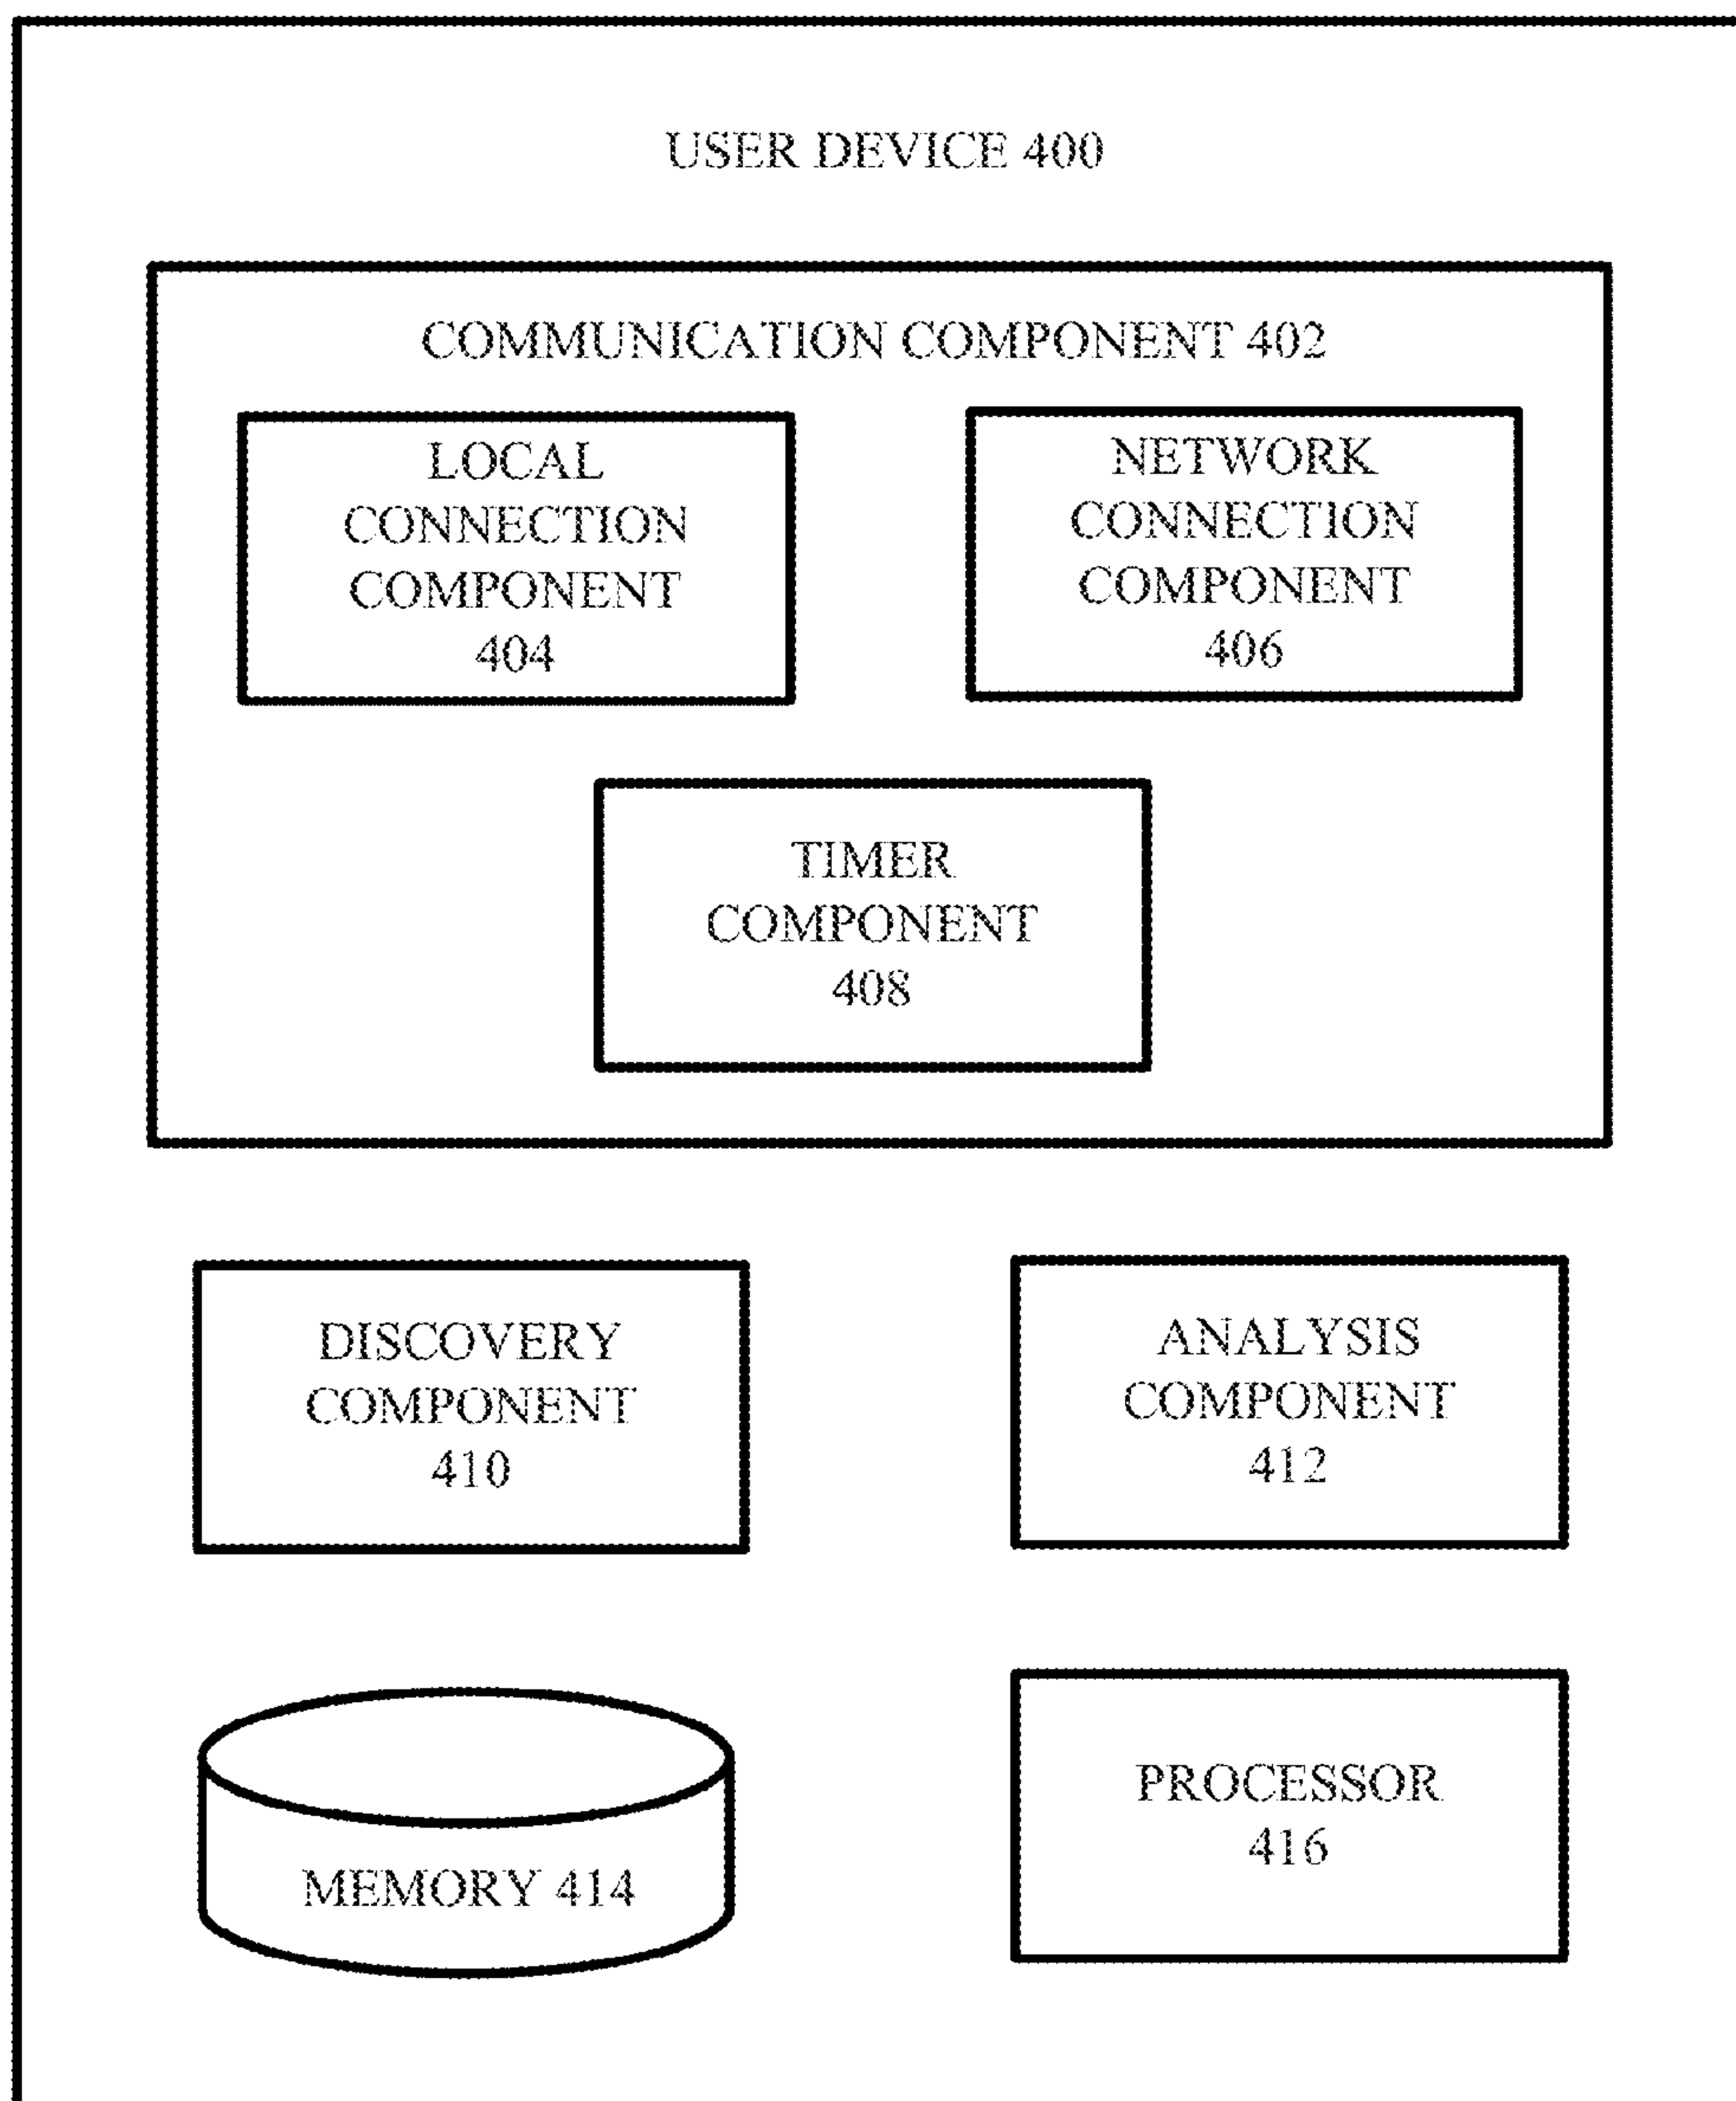 USER DEVICE 400
COMMUNICATION COMPONENT 402
LOCAL
CONNECTION
COMPONENT
404
NETWORK
CONNECTION
COMPONENT
406
TIMER
COMPONENT
408
DISCOVERY
COMPONENT
410
ANALYSIS
COMPONENT
412
MEMORY 414
PROCESSOR
416